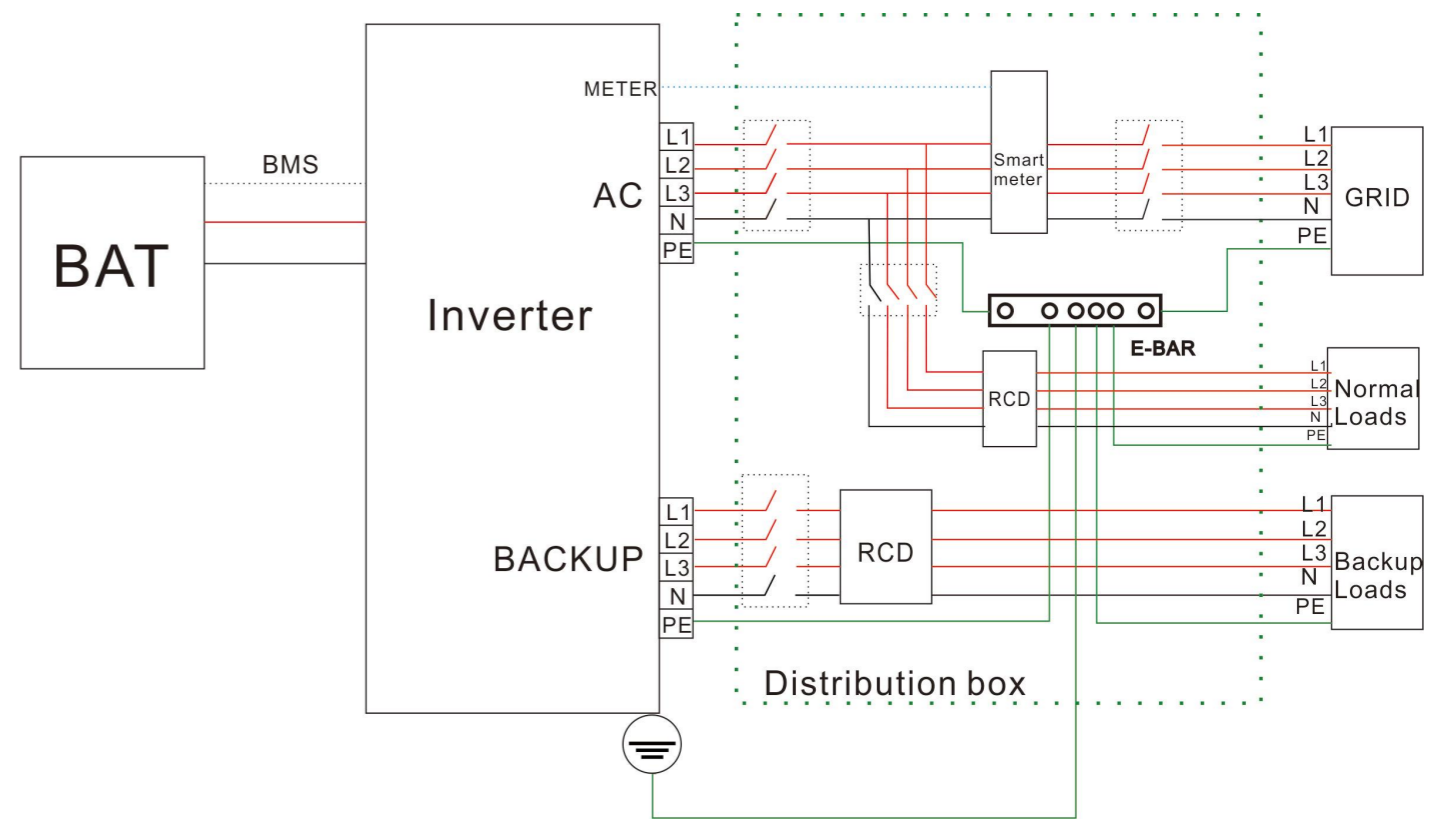 METER
L1
L2
L3
N
PE
AC
BMS
BAT
Inverter
Smart
meter
L1
L2
L3
N
PE
GRID
E-BAR
RCD
L1
L2
L3
N
PE
Normal
Loads
L1
L2
L3
N
PE
BACKUP
RCD
L1
L2
L3
N
PE
Backup
Loads
Distribution box